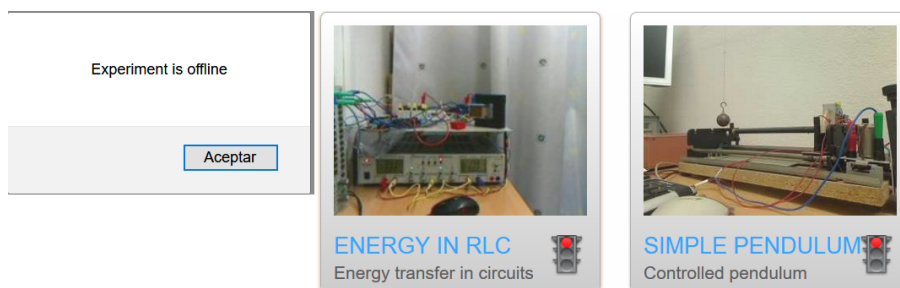 Experiment is offline
Aceptar
ENERGY IN RLC
Energy transfer in circuits
SIMPLE PENDULUM
Controlled pendulum